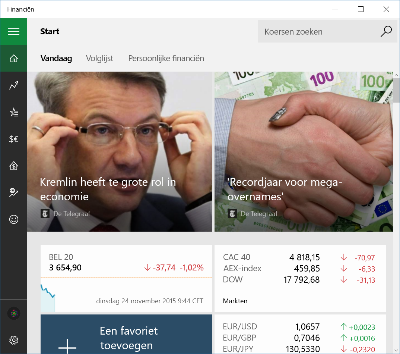 Financiën
Start
Koersen zoeken
Vandaag Volglijst Persoonlijke financiën
Kremlin heeft te grote rol in
economie
De Telegraaf
100 100
'Recordjaar voor mega-
overnames'
De Telegraaf
BEL 20
3 654,90 ↓ -37,74 -1,02%
dinsdag 24 november 2015 9:44 CET
CAC 40 4 818,15 ↓ -70,97
AEX-index 459,85 ↓ -6,33
DOW 17 792,68 ↓ -31,13
Markten
Een favoriet
toevoegen
EUR/USD 1,0657 ↑ +0,0023
EUR/GBP 0,7046 ↑ +0,0016
EUR/JPY 130,5330 ↓ -0,2320